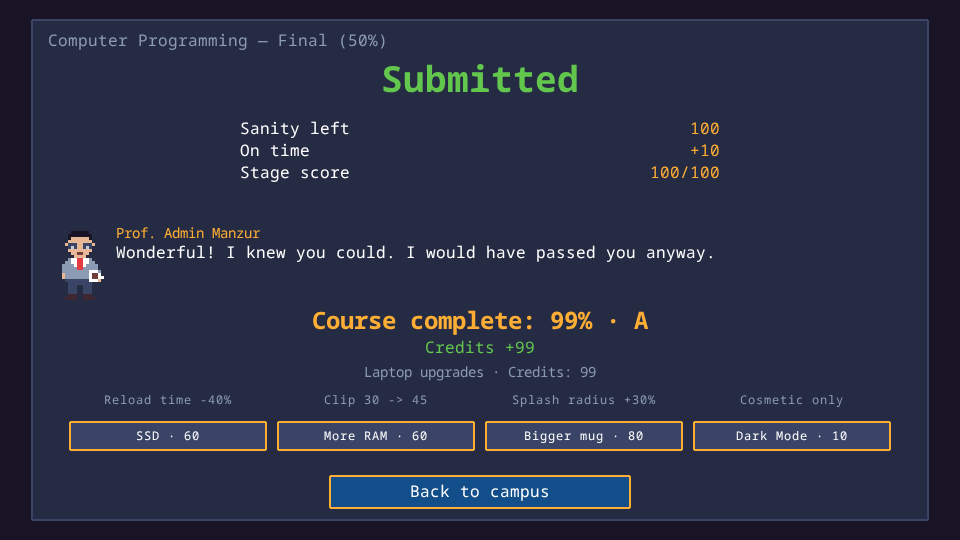 Computer Programming — Final (50%)
Submitted
Sanity left 100
On time +10
Stage score 100/100
Prof. Admin Manzur
Wonderful! I knew you could. I would have passed you anyway.
Course complete: 99% · A
Credits +99
Laptop upgrades · Credits: 99
Reload time -40% Clip 30 -> 45 Splash radius +30% Cosmetic only
SSD · 60 More RAM · 60 Bigger mug · 80 Dark Mode · 10
Back to campus